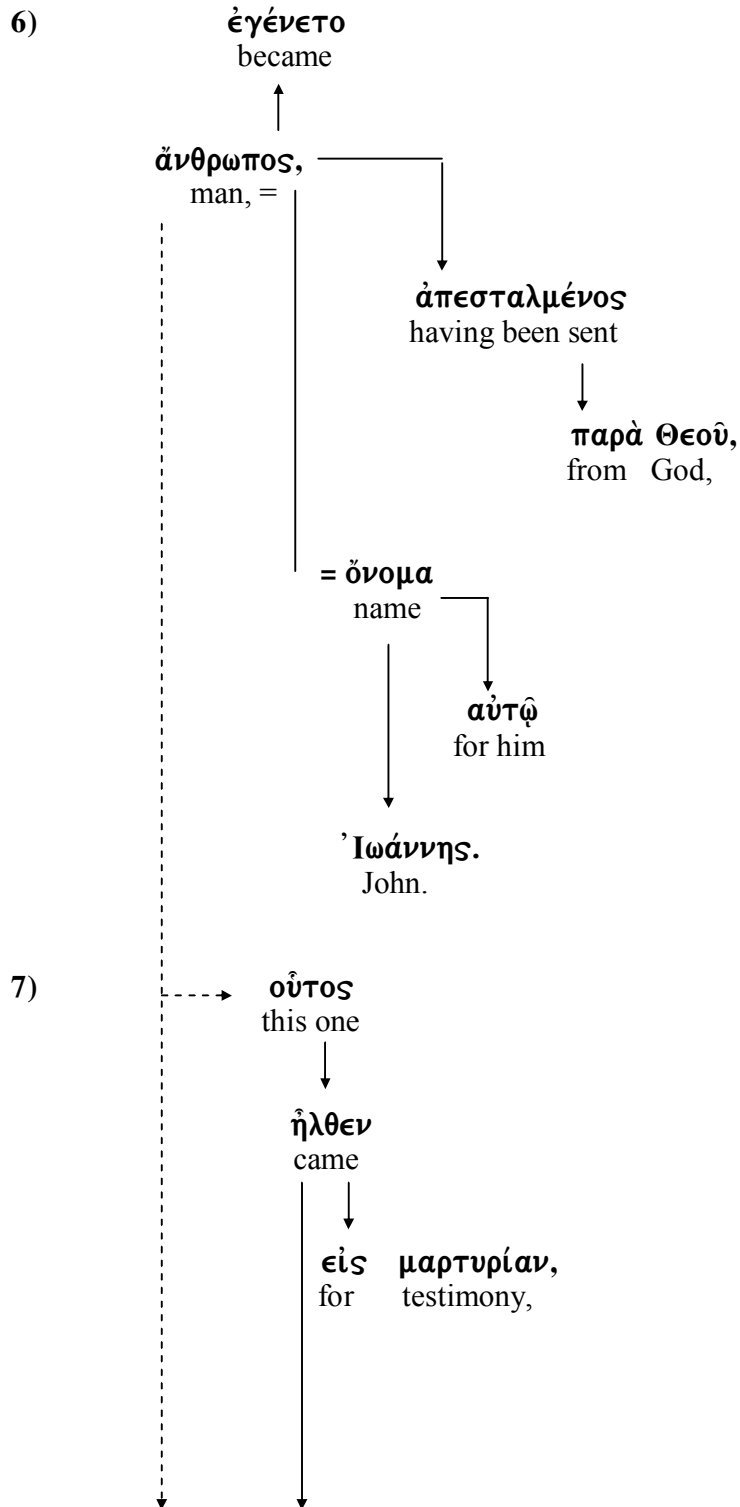 6) ἐγένετο
became
ἄνθρωπος,
man, =
ἀπεσταλμένος
having been sent
παρὰ Θεοῦ,
from God,
= ὄνομα
name
αὐτῷ
for him
Ἰωάννης.
John.
7) οὗτος
this one
ἦλθεν
came
εἰς μαρτυρίαν,
for testimony,